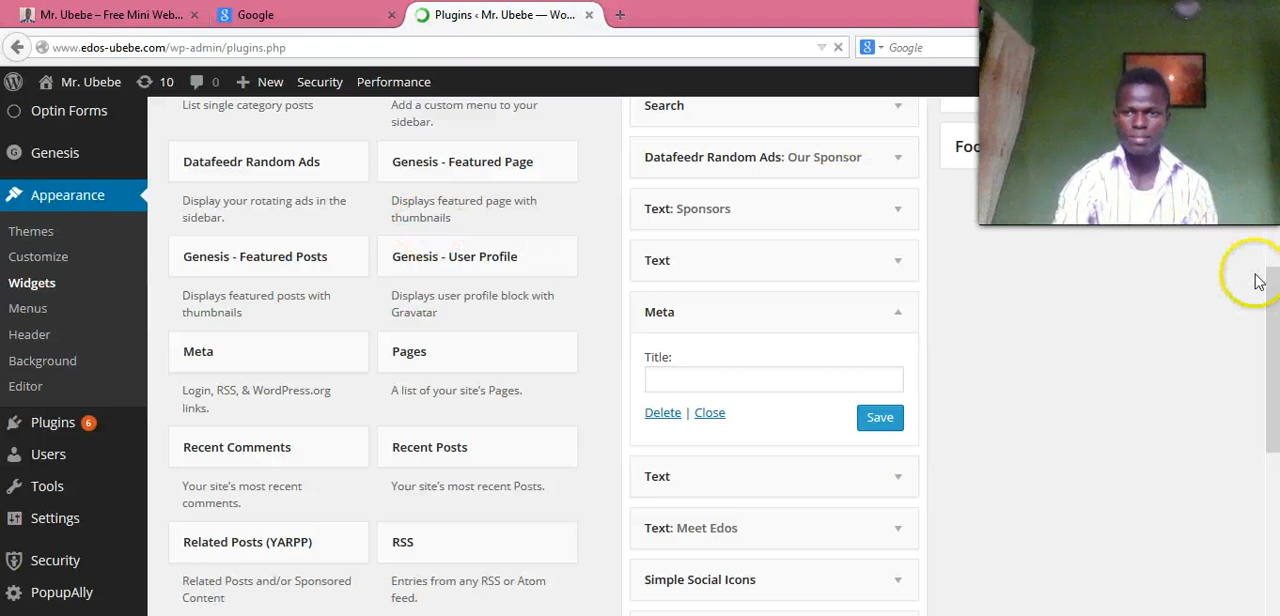 Mr. Ubebe – Free Mini Web...
Google
Plugins ‹ Mr. Ubebe — Wo...
www.edos-ubebe.com/wp-admin/plugins.php
Google
Mr. Ubebe
10
0
New
Security
Performance
Optin Forms
Genesis
Appearance
Themes
Customize
Widgets
Menus
Header
Background
Editor
Plugins 6
Users
Tools
Settings
Security
PopupAlly
List single category posts
Add a custom menu to your
sidebar.
Datafeedr Random Ads
Genesis - Featured Page
Display your rotating ads in the
sidebar.
Displays featured page with
thumbnails
Genesis - Featured Posts
Genesis - User Profile
Displays featured posts with
thumbnails
Displays user profile block with
Gravatar
Meta
Pages
Login, RSS, & WordPress.org
links.
A list of your site's Pages.
Recent Comments
Recent Posts
Your site's most recent
comments.
Your site's most recent Posts.
Related Posts (YARPP)
RSS
Related Posts and/or Sponsored
Content
Entries from any RSS or Atom
feed.
Search
Datafeedr Random Ads: Our Sponsor
Text: Sponsors
Text
Meta
Title:
Delete | Close
Save
Text
Text: Meet Edos
Simple Social Icons